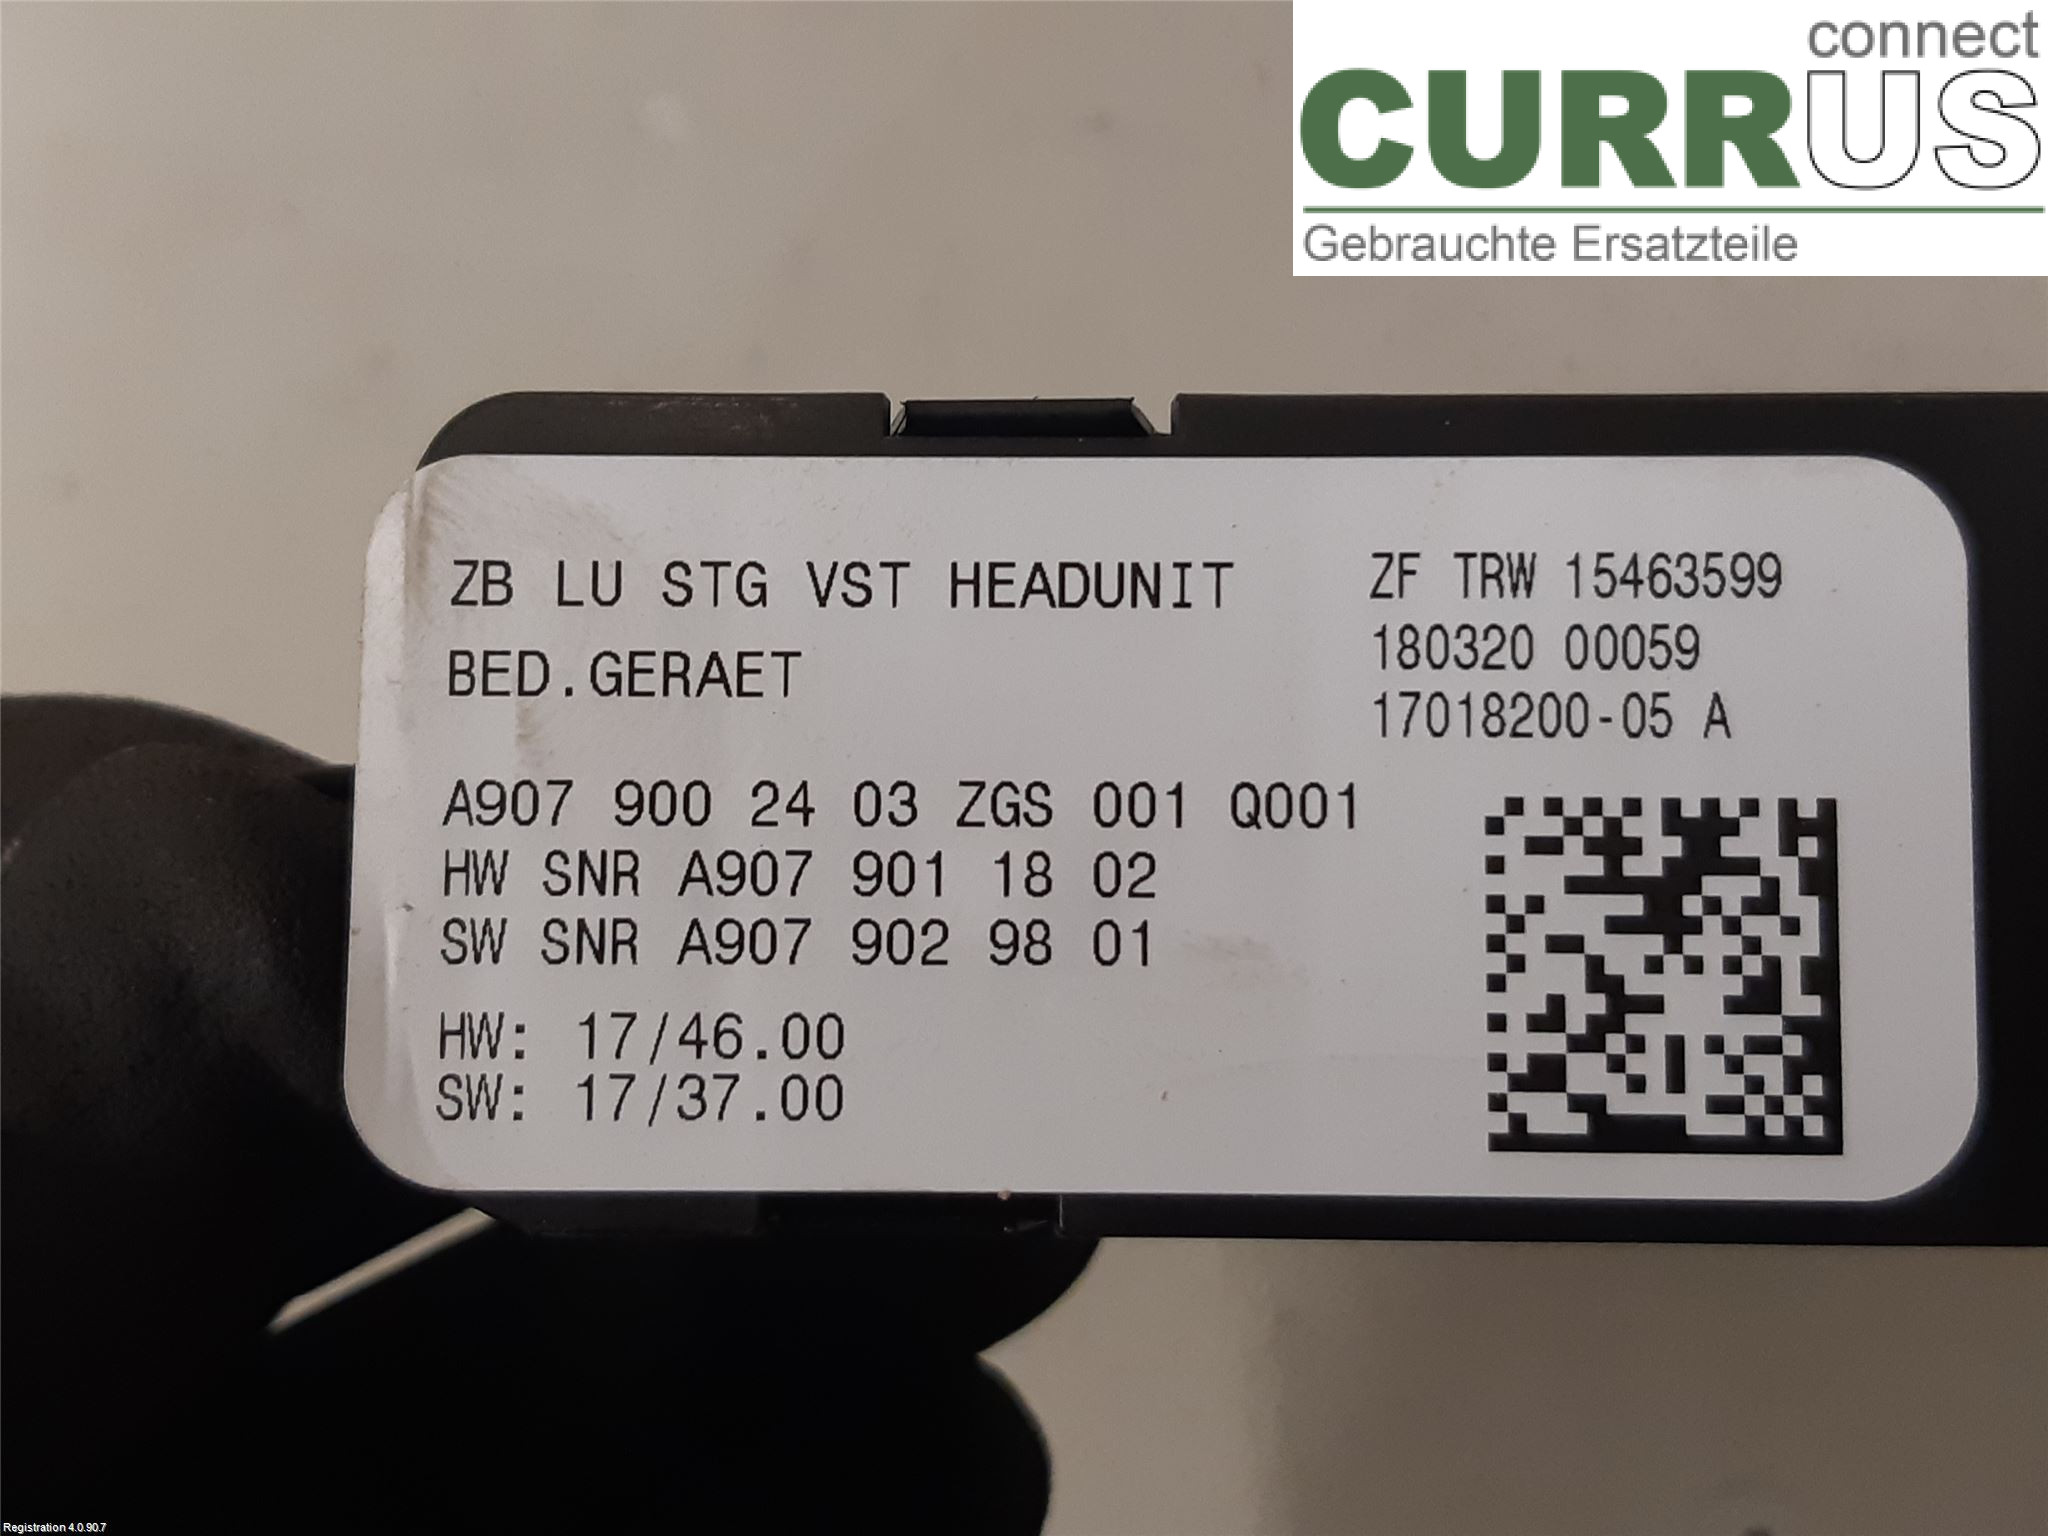 connect
CURRUS
Gebrauchte Ersatzteile
ZB LU STG VST HEADUNIT
BED.GERAET
ZF TRW 15463599
180320 00059
17018200-05 A
A907 900 24 03 ZGS 001 Q001
HW SNR A907 901 18 02
SW SNR A907 902 98 01
HW: 17/46.00
SW: 17/37.00
Registration 4.0.90.7